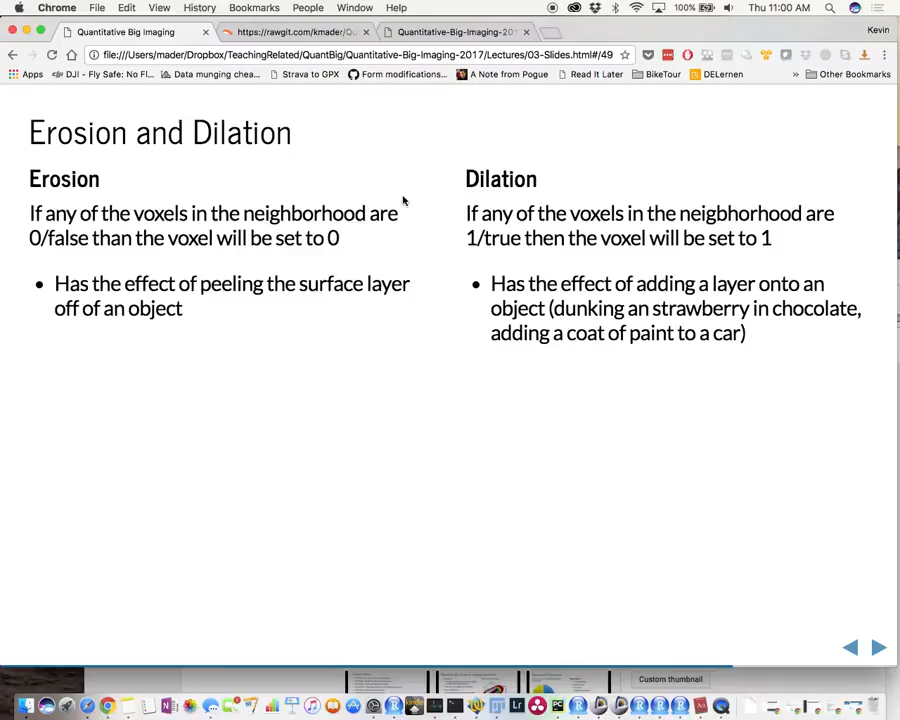 Chrome File Edit View History Bookmarks People Window Help 100% Thu 11:00 AM
Quantitative Big Imaging × https://rawgit.com/kmader/Qu × Quantitative-Big-Imaging-201 × Kevin
file:///Users/mader/Dropbox/TeachingRelated/QuantBig/Quantitative-Big-Imaging-2017/Lectures/03-Slides.html#/49
Apps DJI - Fly Safe: No Fl... Data munging chea... Strava to GPX Form modifications... A Note from Pogue Read It Later BikeTour DELernen » Other Bookmarks
Erosion and Dilation
Erosion
If any of the voxels in the neighborhood are
0/false than the voxel will be set to 0
• Has the effect of peeling the surface layer
off of an object
Dilation
If any of the voxels in the neigbhorhood are
1/true then the voxel will be set to 1
• Has the effect of adding a layer onto an
object (dunking an strawberry in chocolate,
adding a coat of paint to a car)
Custom thumbnail